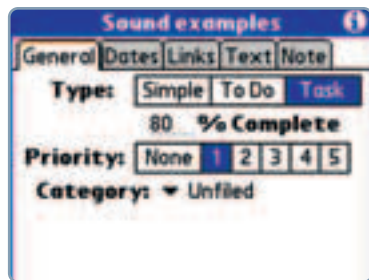 Sound examples i
General Dates Links Text Note
Type: Simple To Do Task
80 % Complete
Priority: None 1 2 3 4 5
Category: Unfiled